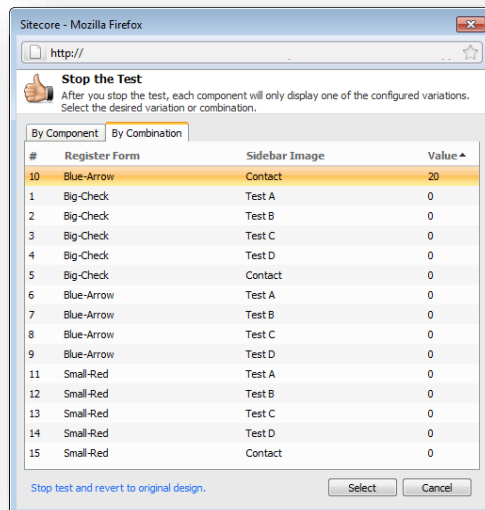 Sitecore - Mozilla Firefox
http://
Stop the Test
After you stop the test, each component will only display one of the configured variations.
Select the desired variation or combination.
By Component By Combination
# Register Form Sidebar Image Value
10 Blue-Arrow Contact 20
1 Big-Check Test A 0
2 Big-Check Test B 0
3 Big-Check Test C 0
4 Big-Check Test D 0
5 Big-Check Contact 0
6 Blue-Arrow Test A 0
7 Blue-Arrow Test B 0
8 Blue-Arrow Test C 0
9 Blue-Arrow Test D 0
11 Small-Red Test A 0
12 Small-Red Test B 0
13 Small-Red Test C 0
14 Small-Red Test D 0
15 Small-Red Contact 0
Stop test and revert to original design. Select Cancel